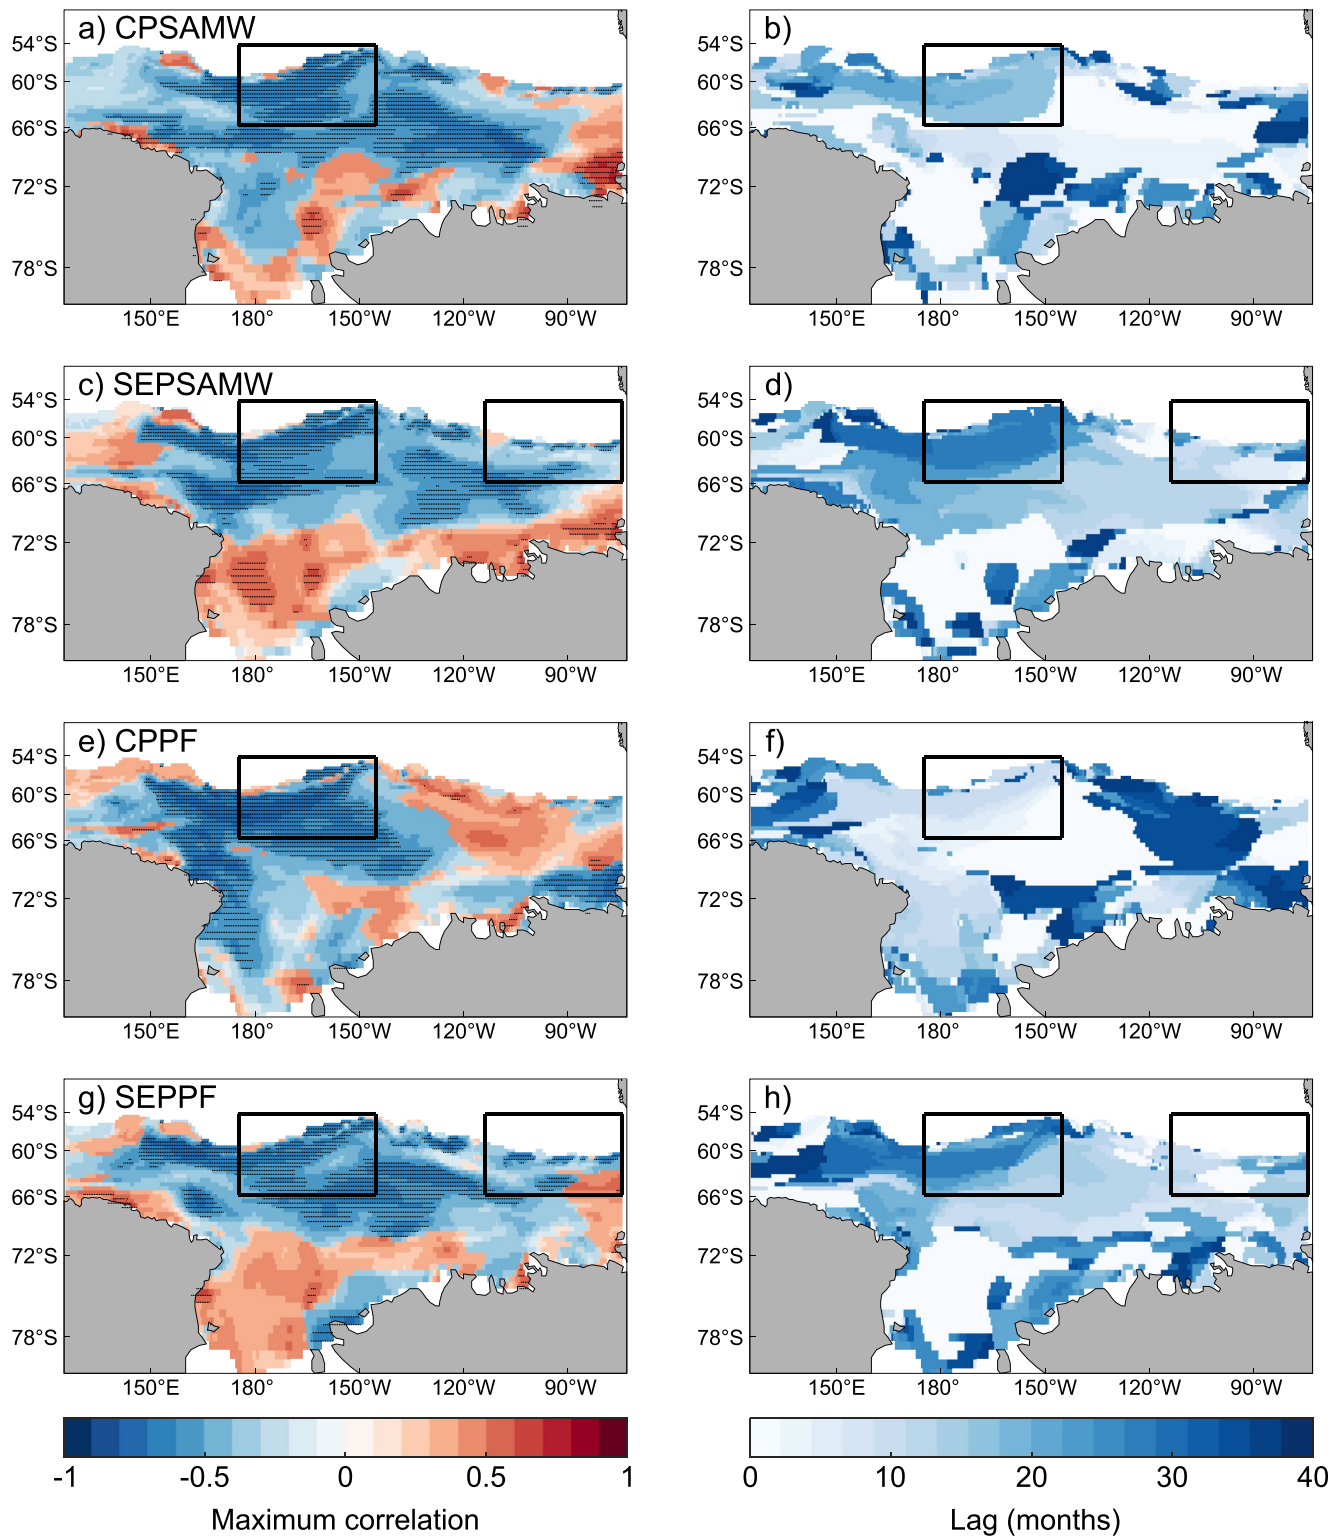 a) CPSAMW
b)
54°S
60°S
66°S
72°S
78°S
150°E 180° 150°W 120°W 90°W
54°S
60°S
66°S
72°S
78°S
150°E 180° 150°W 120°W 90°W
c) SEPSAMW
d)
54°S
60°S
66°S
72°S
78°S
150°E 180° 150°W 120°W 90°W
54°S
60°S
66°S
72°S
78°S
150°E 180° 150°W 120°W 90°W
e) CPPF
f)
54°S
60°S
66°S
72°S
78°S
150°E 180° 150°W 120°W 90°W
54°S
60°S
66°S
72°S
78°S
150°E 180° 150°W 120°W 90°W
g) SEPPF
h)
54°S
60°S
66°S
72°S
78°S
150°E 180° 150°W 120°W 90°W
54°S
60°S
66°S
72°S
78°S
150°E 180° 150°W 120°W 90°W
-1 -0.5 0 0.5 1
Maximum correlation
0 10 20 30 40
Lag (months)